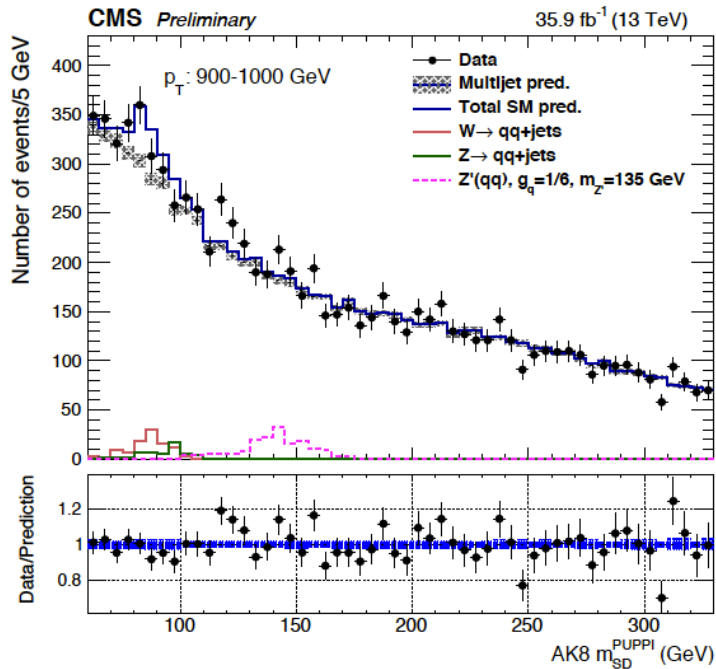 CMS Preliminary 35.9 fb⁻¹ (13 TeV)
Number of events/5 GeV
400
350
300
250
200
150
100
50
0
p_T: 900-1000 GeV
Data
Multijet pred.
Total SM pred.
W→ qq+jets
Z→ qq+jets
Z'(qq), g_q=1/6, m_Z'=135 GeV
Data/Prediction
1.2
1
0.8
100 150 200 250 300
AK8 m_SD^PUPPI (GeV)